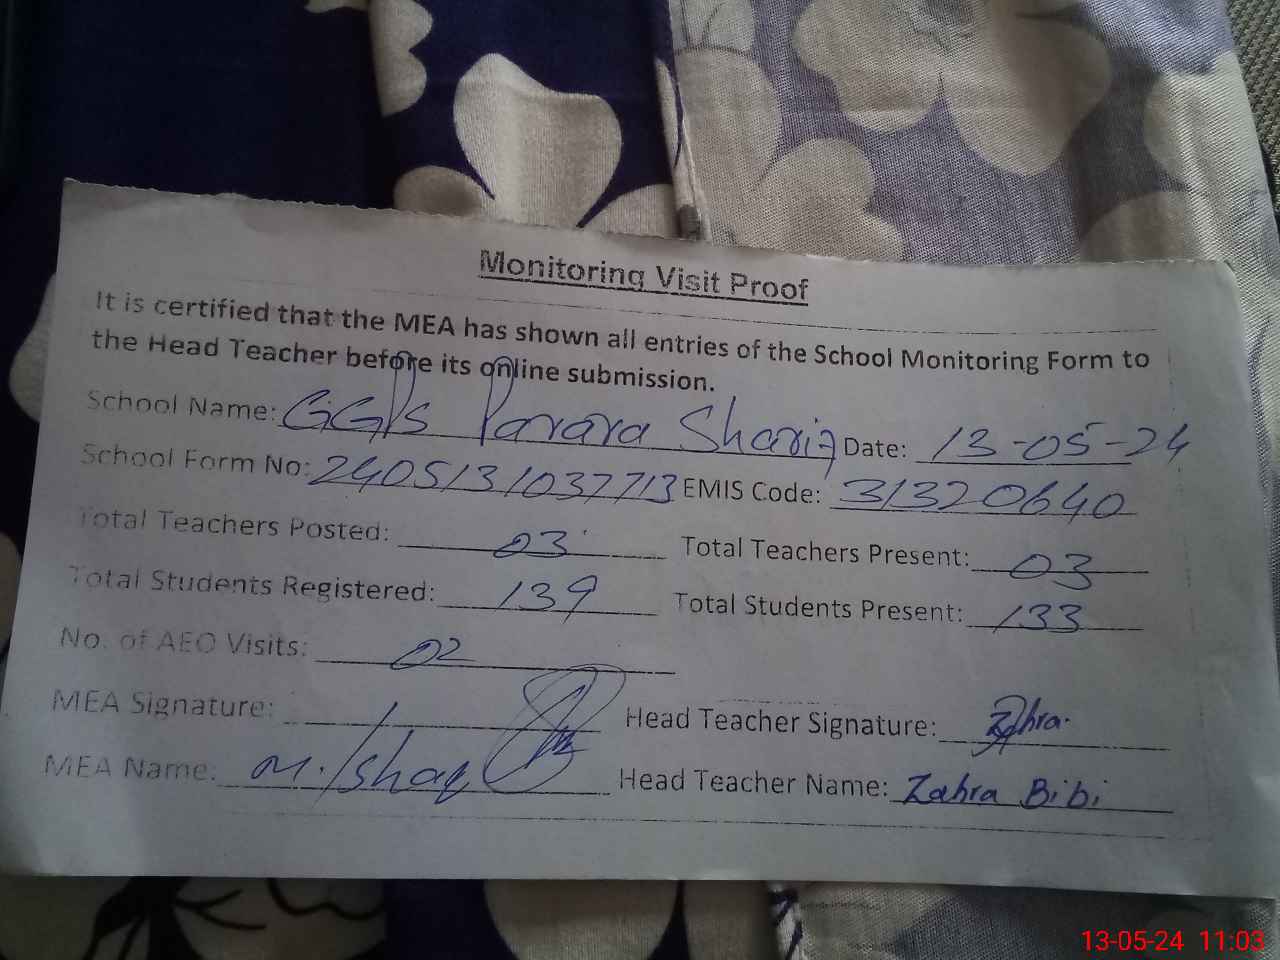 Monitoring Visit Proof
It is certified that the MEA has shown all entries of the School Monitoring Form to
the Head Teacher before its online submission.
School Name: GGPS Parara Sharif Date: 13-05-24
School Form No: 2405131037713 EMIS Code: 31320640
Total Teachers Posted: 03 Total Teachers Present: 03
Total Students Registered: 139 Total Students Present: 133
No. of AEO Visits: 02
MEA Signature: Head Teacher Signature: Zahra
MEA Name: M. Ishaq Head Teacher Name: Zahra Bibi
13-05-24 11:03